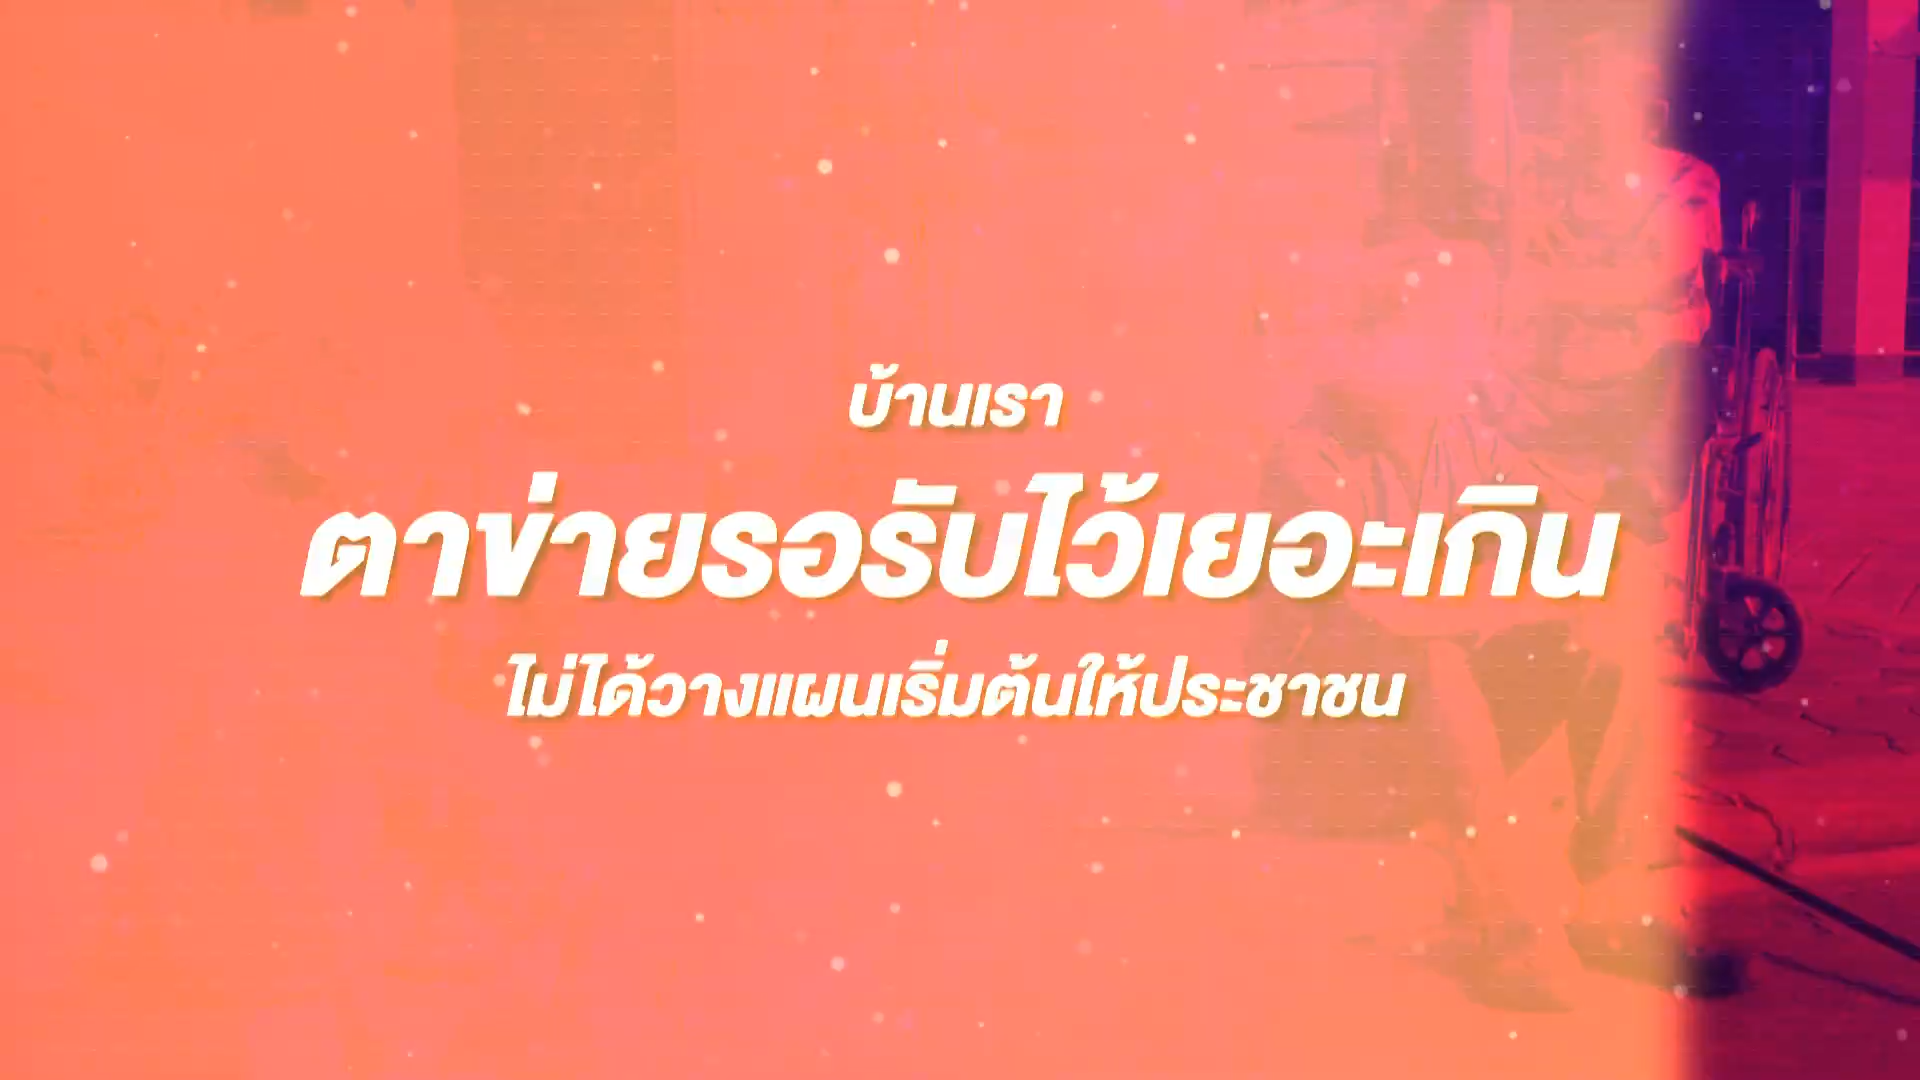 บ้านเรา
ตาข่ายรอรับไว้เยอะเกิน
ไม่ได้วางแผนเริ่มต้นให้ประชาชน